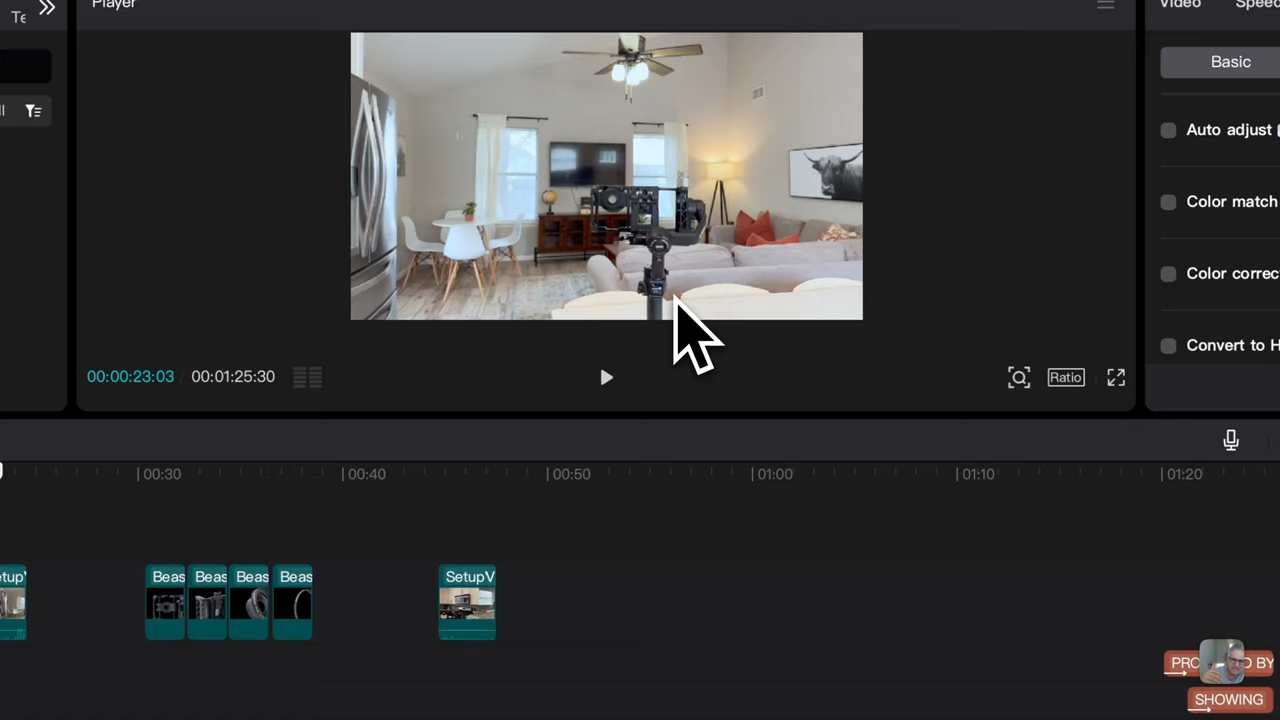 Te
Player
Video
Speed
Basic
Auto adjust
Color match
Color correc
Convert to H
00:00:23:03
00:01:25:30
Ratio
00:30
00:40
00:50
01:00
01:10
01:20
etupV
Beas
Beas
Beas
Beas
SetupV
PRO
D BY
SHOWING